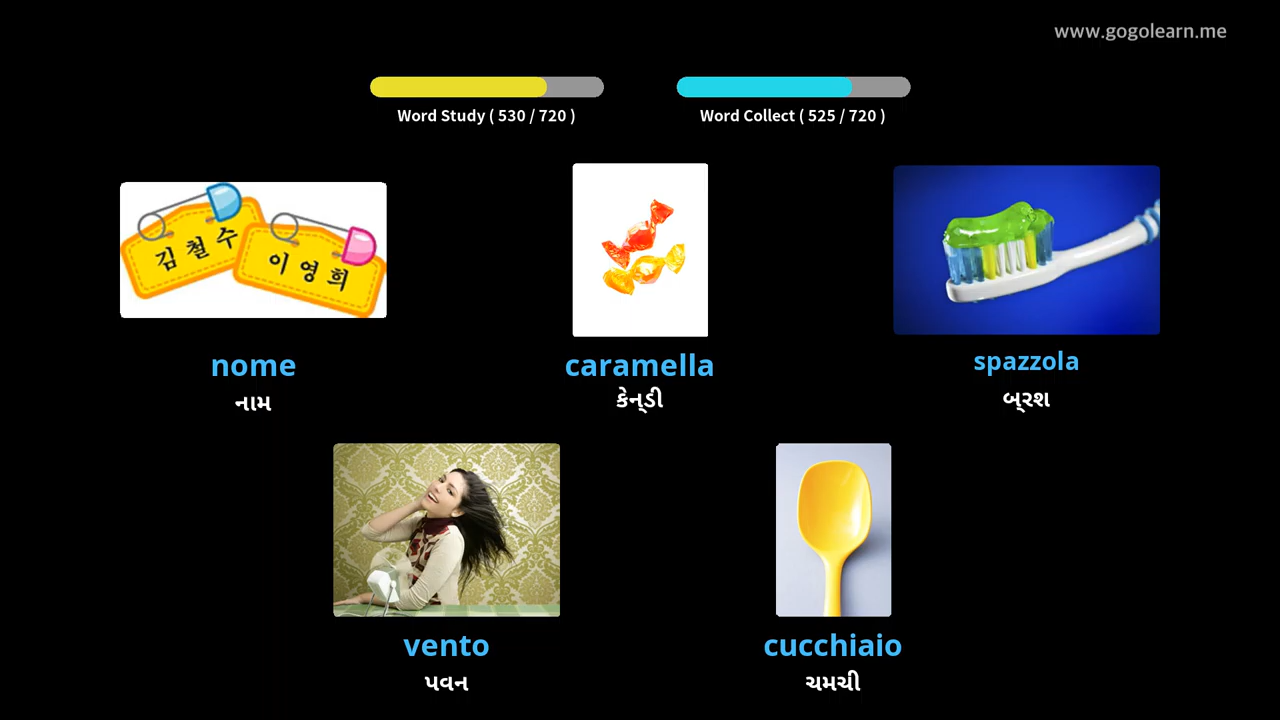 www.gogolearn.me
Word Study ( 530 / 720 )
Word Collect ( 525 / 720 )
김철수
이영희
nome
નામ
caramella
કેન્ડી
spazzola
બ્રશ
vento
પવન
cucchiaio
ચમચી